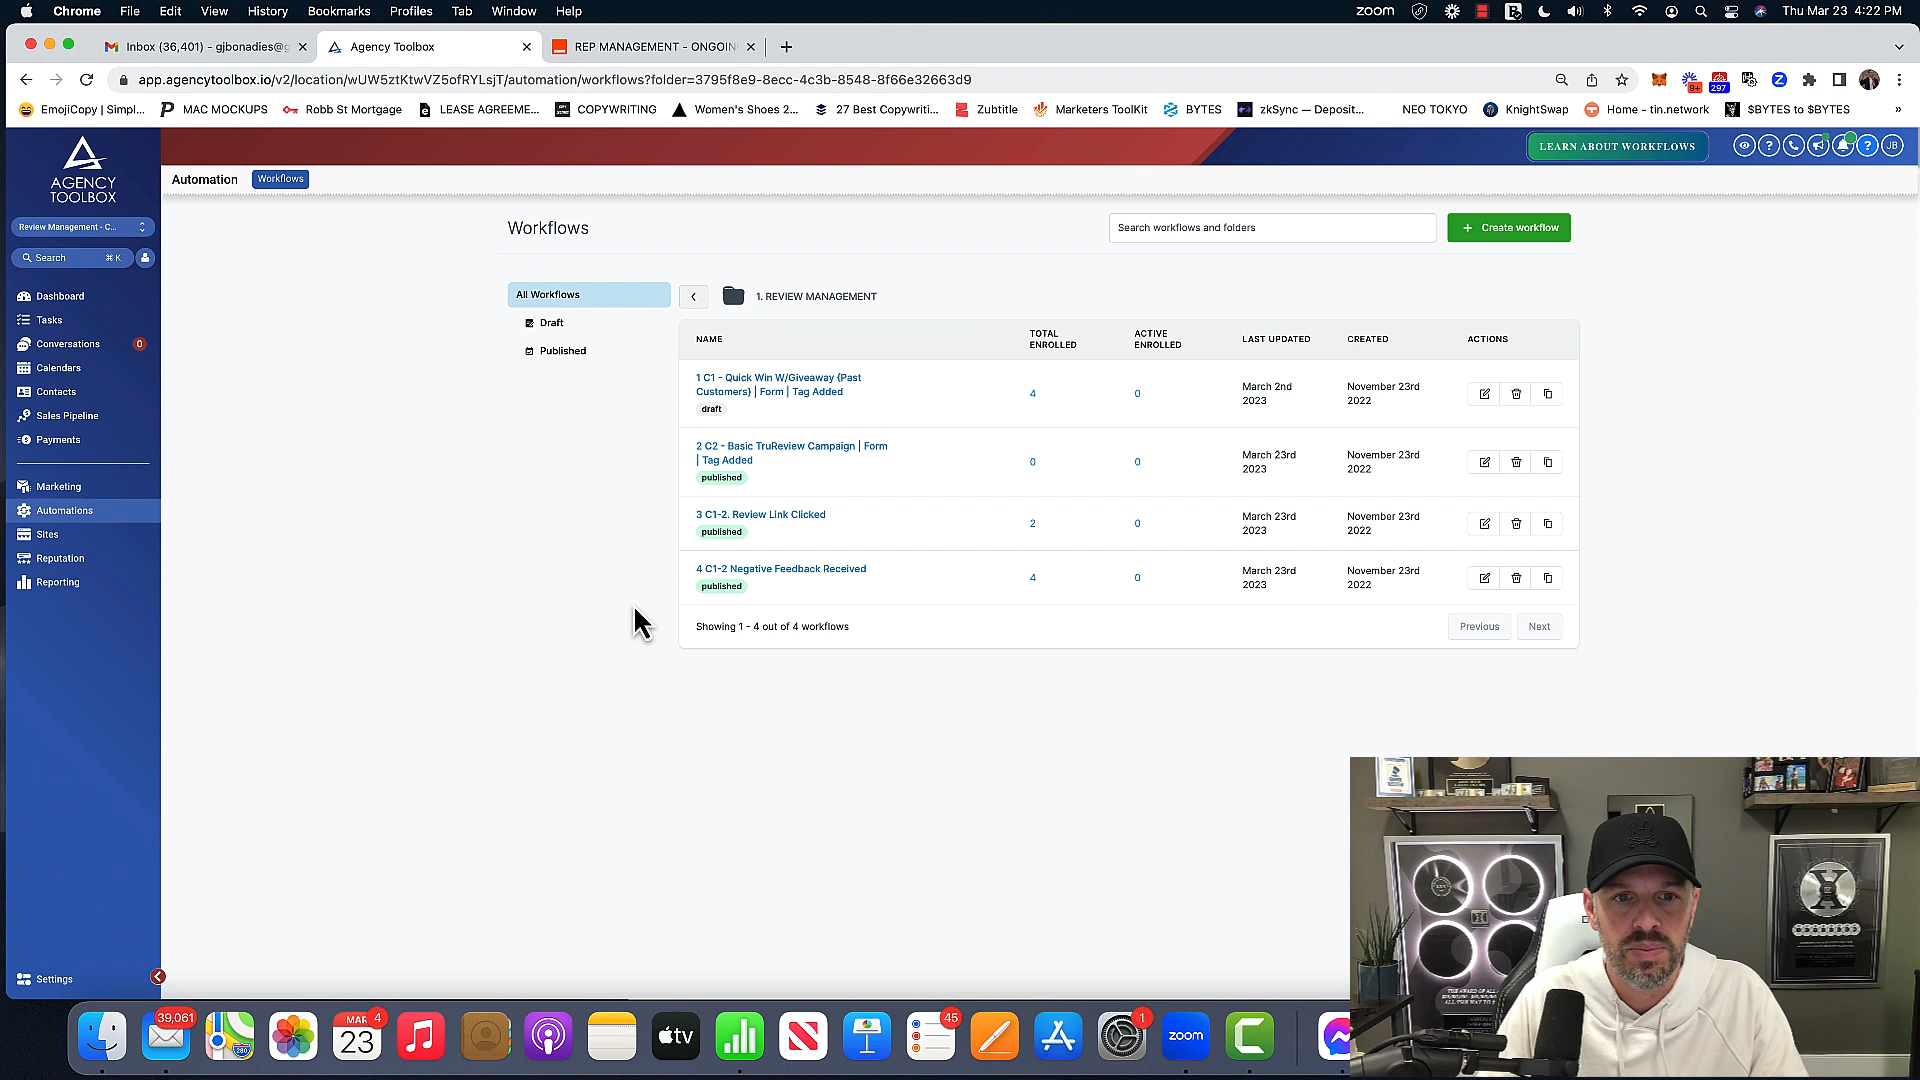 Chrome File Edit View History Bookmarks Profiles Tab Window Help
zoom Thu Mar 23 4:22 PM
Inbox (36,401) - gjbonadies@g
Agency Toolbox
REP MANAGEMENT - ONGOIN
app.agencytoolbox.io/v2/location/wUW5ztKtwVZ5ofRYLsjT/automation/workflows?folder=3795f8e9-8ecc-4c3b-8548-8f66e32663d9
9+
297
EmojiCopy | Simpl...
MAC MOCKUPS
Robb St Mortgage
LEASE AGREEME...
COPYWRITING
Women's Shoes 2...
27 Best Copywriti...
Zubtitle
Marketers ToolKit
BYTES
zkSync — Deposit...
NEO TOKYO
KnightSwap
Home - tin.network
$BYTES to $BYTES
»
AGENCY
TOOLBOX
Review Management - C...
Search ⌘ K
Dashboard
Tasks
Conversations 0
Calendars
Contacts
Sales Pipeline
Payments
Marketing
Automations
Sites
Reputation
Reporting
Settings
LEARN ABOUT WORKFLOWS
JB
Automation
Workflows
Workflows
Search workflows and folders
+ Create workflow
All Workflows
Draft
Published
1. REVIEW MANAGEMENT
NAME
TOTAL
ENROLLED
ACTIVE
ENROLLED
LAST UPDATED
CREATED
ACTIONS
1 C1 - Quick Win W/Giveaway {Past
Customers} | Form | Tag Added
draft
4
0
March 2nd
2023
November 23rd
2022
2 C2 - Basic TruReview Campaign | Form
| Tag Added
published
0
0
March 23rd
2023
November 23rd
2022
3 C1-2. Review Link Clicked
published
2
0
March 23rd
2023
November 23rd
2022
4 C1-2 Negative Feedback Received
published
4
0
March 23rd
2023
November 23rd
2022
Showing 1 - 4 out of 4 workflows
Previous
Next
39,061
280
MAR 4
23
tv
45
1
zoom